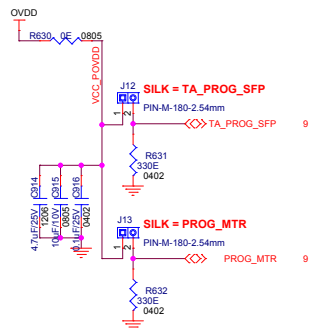 OVDD
R630 0E 0805
VCC_POVDD
J12 SILK = TA_PROG_SFP
1 2
PIN-M-180-2.54mm
TA_PROG_SFP 9
R631
330E
0402
C914
4.7uF/25V
1206
C915
10uF/10V
0805
C916
0.1uF/25V
0402
J13 SILK = PROG_MTR
1 2
PIN-M-180-2.54mm
PROG_MTR 9
R632
330E
0402